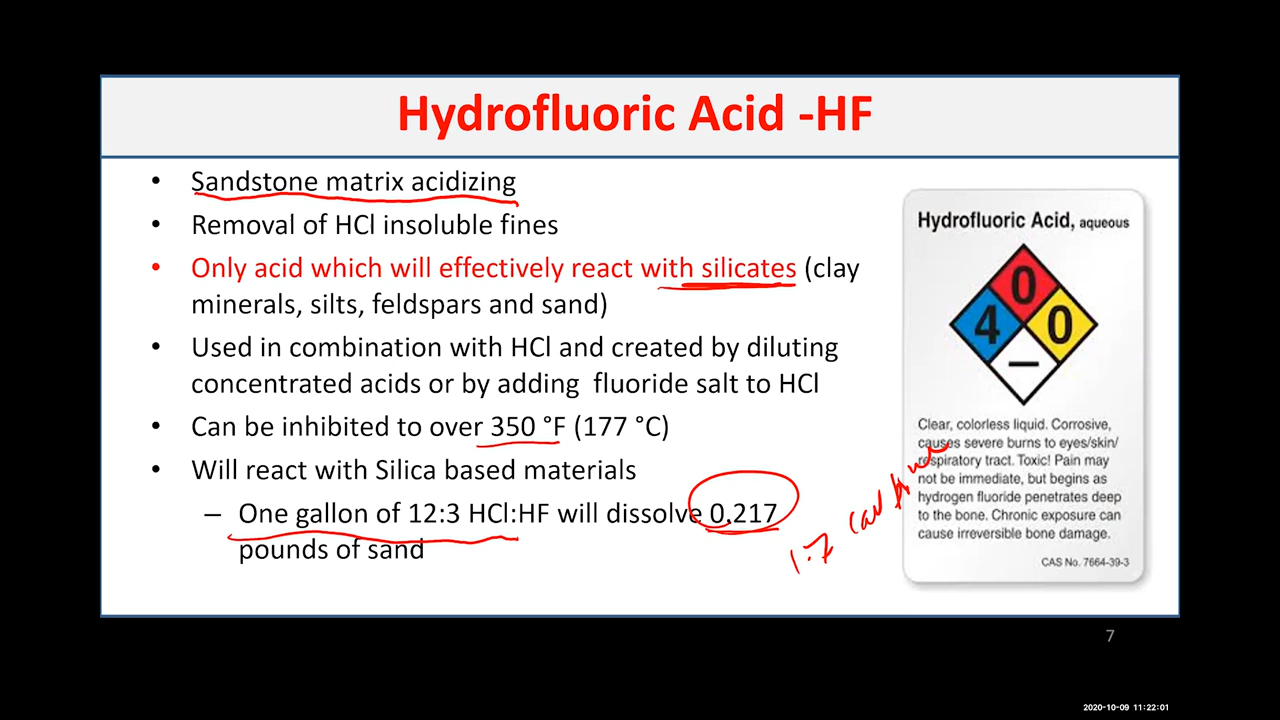 Hydrofluoric Acid -HF
• Sandstone matrix acidizing
• Removal of HCl insoluble fines
• Only acid which will effectively react with silicates (clay
minerals, silts, feldspars and sand)
• Used in combination with HCl and created by diluting
concentrated acids or by adding fluoride salt to HCl
• Can be inhibited to over 350 °F (177 °C)
• Will react with Silica based materials
– One gallon of 12:3 HCl:HF will dissolve 0.217
pounds of sand
1.7
Hydrofluoric Acid, aqueous
0
4 0
–
Clear, colorless liquid. Corrosive,
causes severe burns to eyes/skin/
respiratory tract. Toxic! Pain may
not be immediate, but begins as
hydrogen fluoride penetrates deep
to the bone. Chronic exposure can
cause irreversible bone damage.
CAS No. 7664-39-3
7
2020-10-09 11:22:01